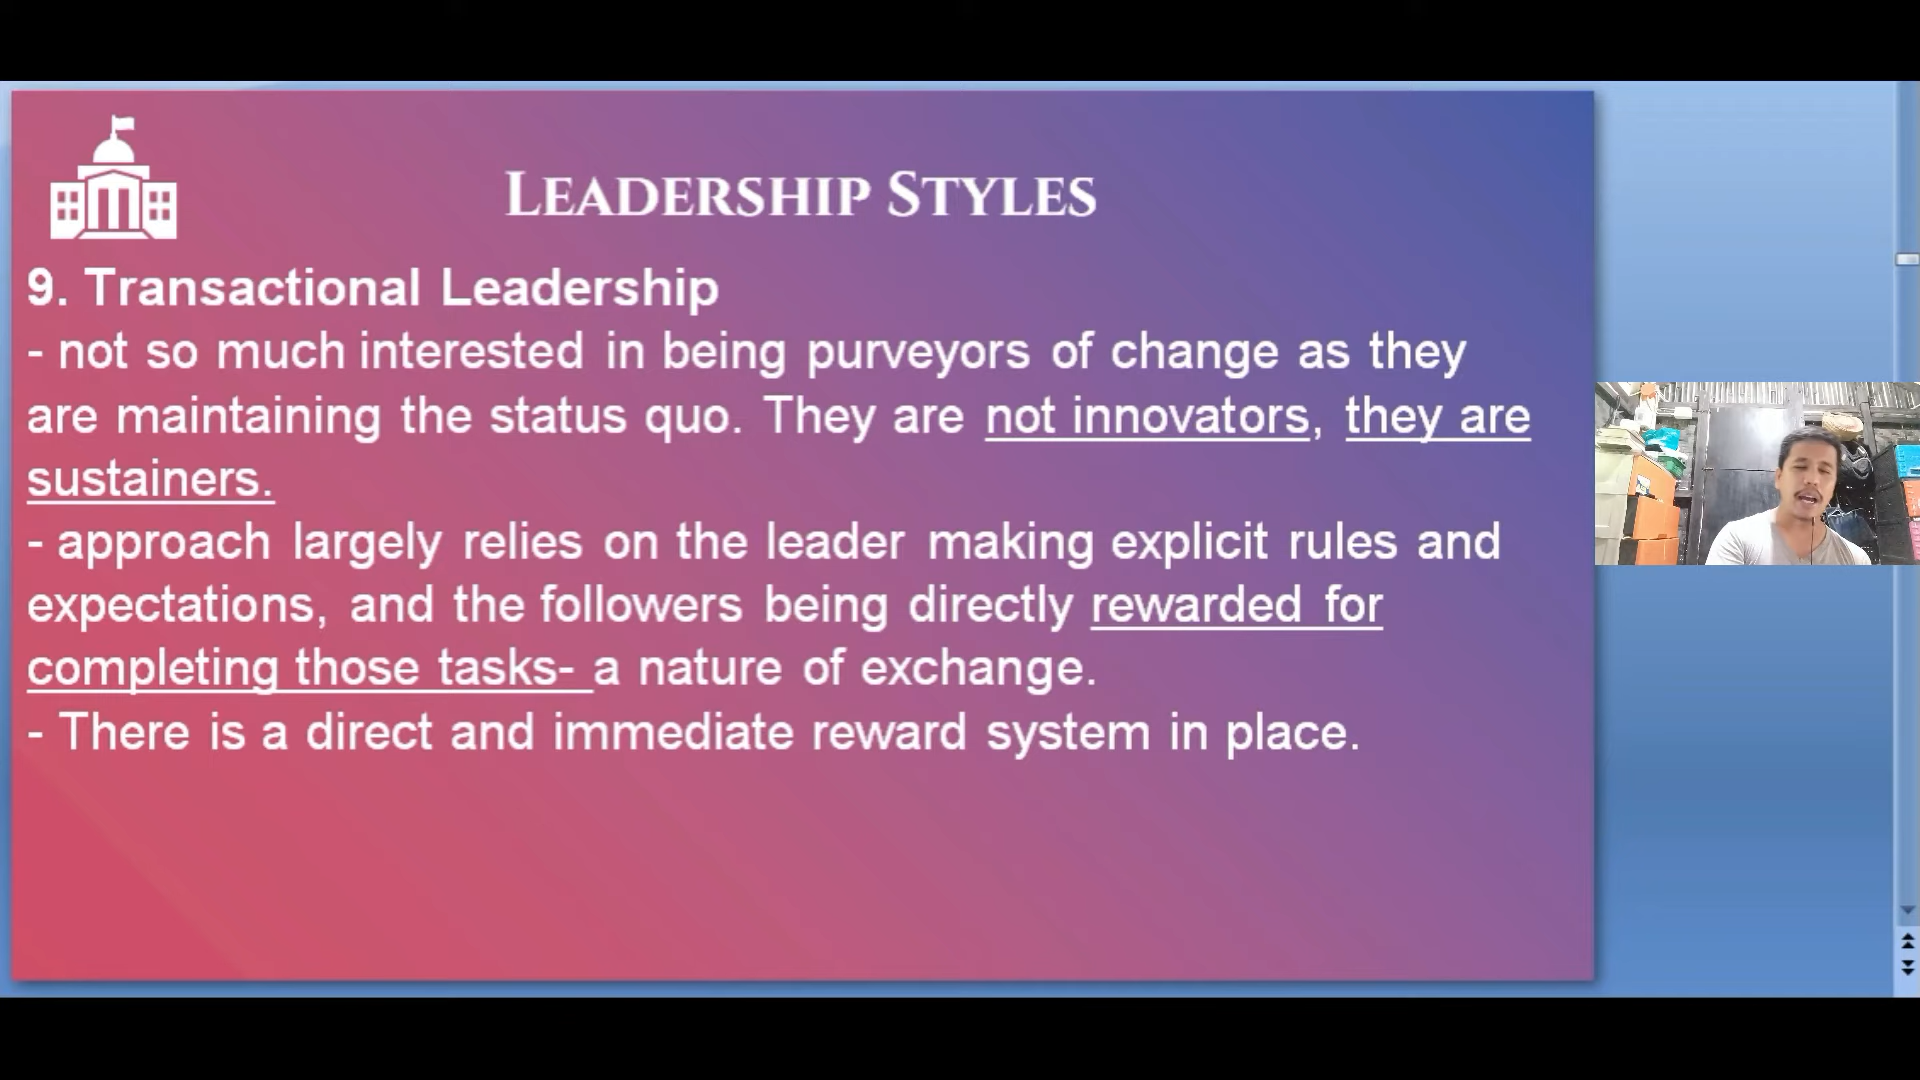 LEADERSHIP STYLES
9. Transactional Leadership
- not so much interested in being purveyors of change as they
are maintaining the status quo. They are not innovators, they are
sustainers.
- approach largely relies on the leader making explicit rules and
expectations, and the followers being directly rewarded for
completing those tasks- a nature of exchange.
- There is a direct and immediate reward system in place.